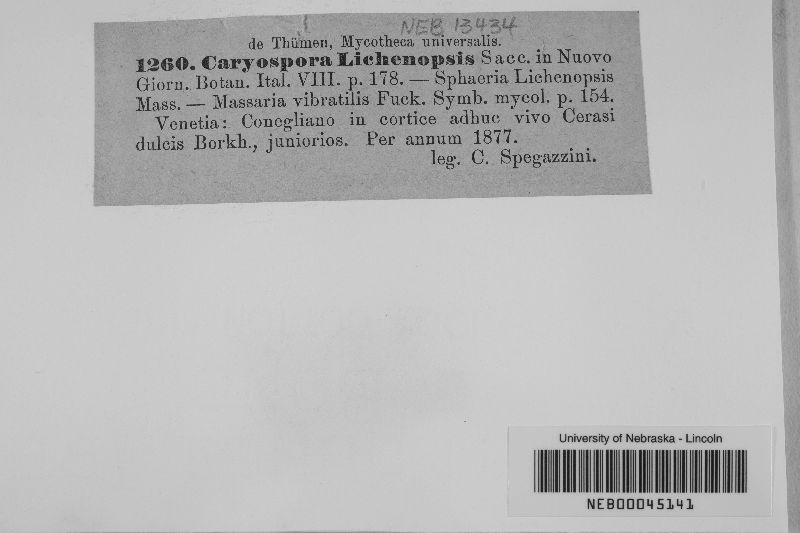 NEB 13434
de Thümen, Mycotheca universalis.
1260. Caryospora Lichenopsis Sacc. in Nuovo
Giorn. Botan. Ital. VIII. p. 178. — Sphaeria Lichenopsis
Mass. — Massaria vibratilis Fuck. Symb. mycol. p. 154.
Venetia: Conegliano in cortice adhuc vivo Cerasi
dulcis Borkh., juniorios. Per annum 1877.
leg. C. Spegazzini.
University of Nebraska - Lincoln
NEB00045141